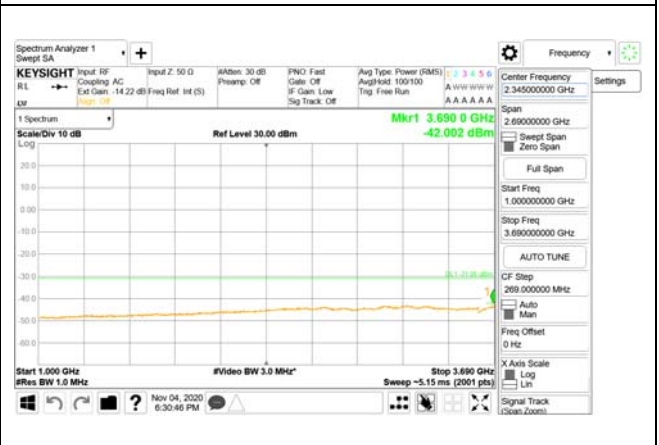 Spectrum Analyzer 1
Swept SA
+
Frequency
KEYSIGHT
RL
Input: RF
Coupling: AC
Ext Gain: -14.22 dB
Align: Off
Input Z: 50 Ω
Freq Ref: Int (S)
#Atten: 30 dB
Preamp: Off
PNO: Fast
Gate: Off
IF Gain: Low
Sig Track: Off
Avg Type: Power (RMS)
Avg|Hold: 100/100
Trig: Free Run
1 2 3 4 5 6
A W W W W W
A A A A A A
Center Frequency
2.345000000 GHz
Settings
1 Spectrum
Scale/Div 10 dB
Ref Level 30.00 dBm
Mkr1 3.690 0 GHz
-42.002 dBm
Log
20.0
10.0
0.00
-10.0
-20.0
-30.0
-40.0
-50.0
-60.0
1
Span
2.69000000 GHz
Swept Span
Zero Span
Full Span
Start Freq
1.000000000 GHz
Stop Freq
3.690000000 GHz
AUTO TUNE
CF Step
269.000000 MHz
Auto
Man
Freq Offset
0 Hz
X Axis Scale
Log
Lin
Signal Track
(Span Zoom)
Start 1.000 GHz
#Res BW 1.0 MHz
#Video BW 3.0 MHz*
Stop 3.690 GHz
Sweep ~5.15 ms (2001 pts)
?
Nov 04, 2020
6:30:46 PM